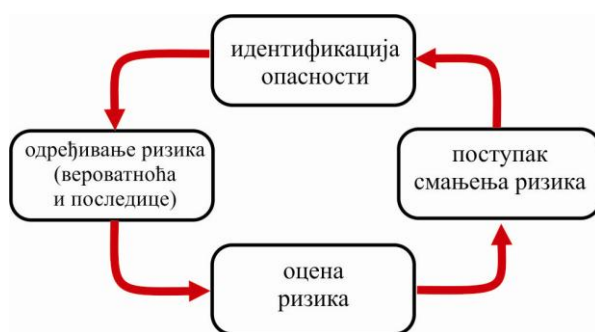 идентификација
опасности
одређивање ризика
(вероватноћа
и последице)
поступак
смањења ризика
оцена
ризика